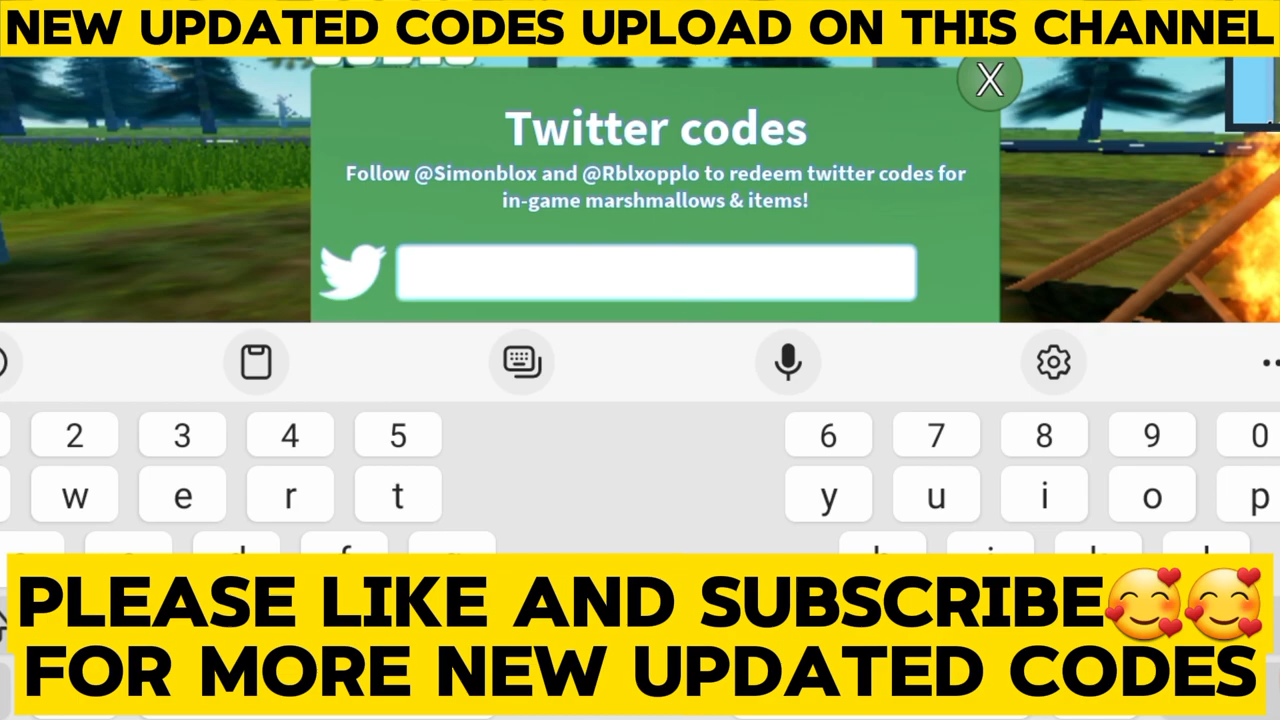 NEW UPDATED CODES UPLOAD ON THIS CHANNEL
X
Twitter codes
Follow @Simonblox and @Rblxopplo to redeem twitter codes for
in-game marshmallows & items!
2 3 4 5 6 7 8 9 0
w e r t y u i o p
PLEASE LIKE AND SUBSCRIBE🥰🥰
FOR MORE NEW UPDATED CODES